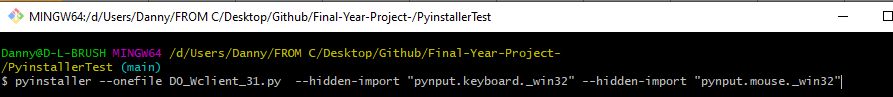 MINGW64:/d/Users/Danny/FROM C/Desktop/Github/Final-Year-Project-/PyinstallerTest
Danny@D-L-BRUSH MINGW64 /d/Users/Danny/FROM C/Desktop/Github/Final-Year-Project-
/PyinstallerTest (main)
$ pyinstaller --onefile DO_Wclient_31.py  --hidden-import "pynput.keyboard._win32" --hidden-import "pynput.mouse._win32"